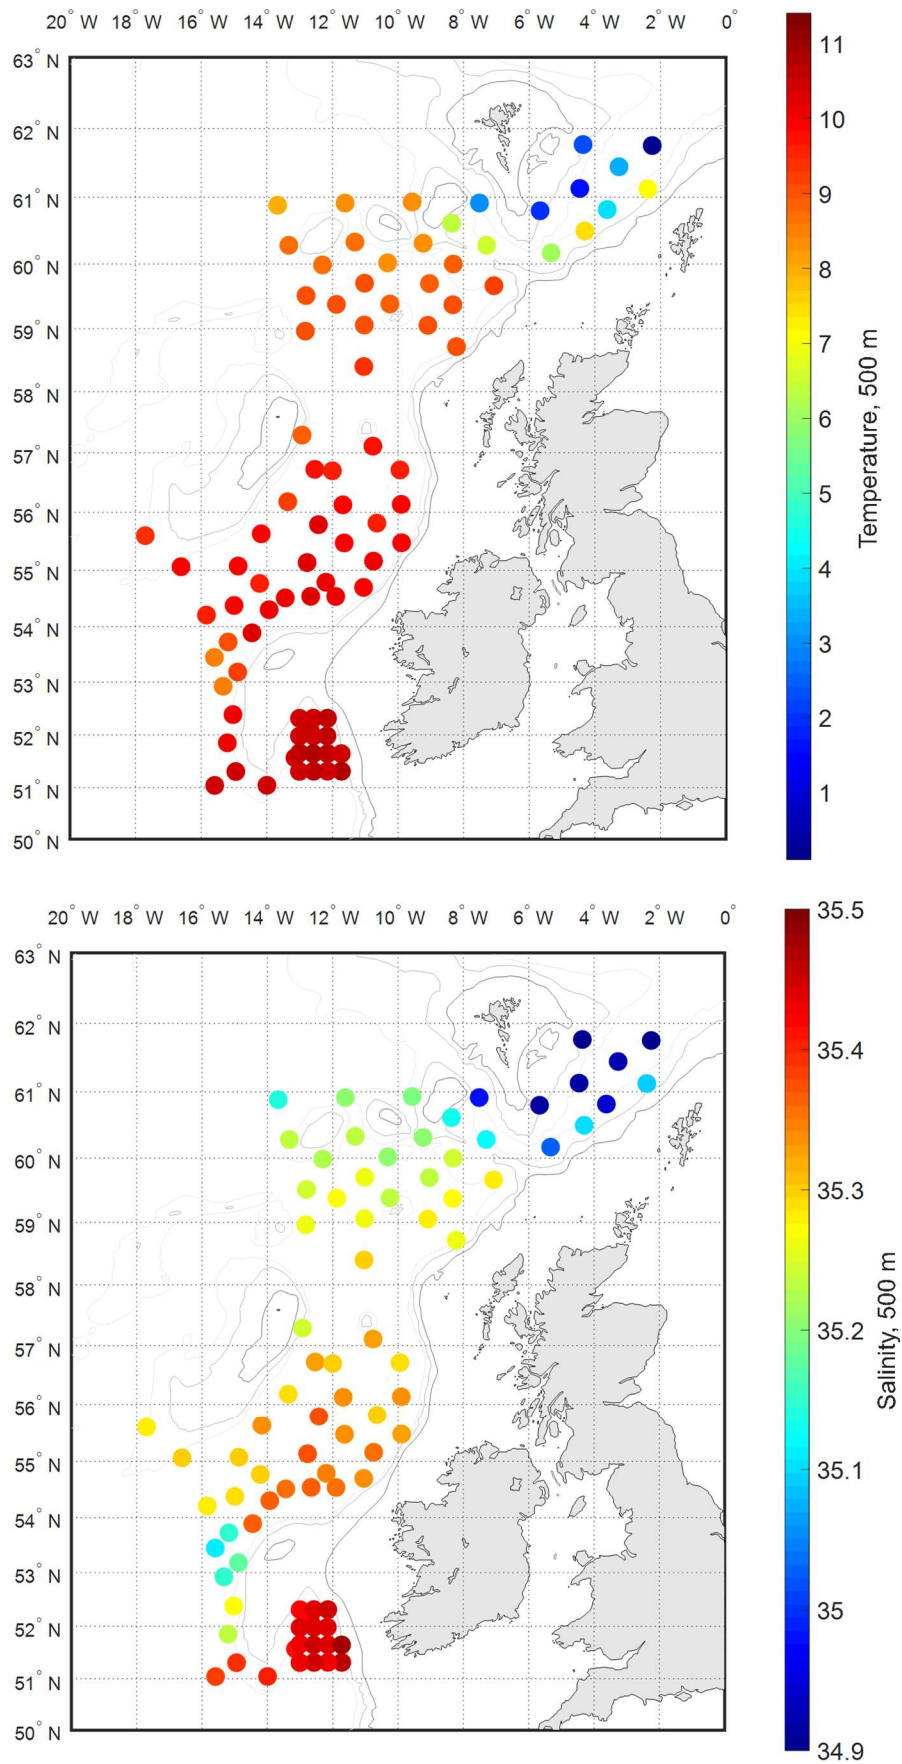 20° W 18° W 16° W 14° W 12° W 10° W 8° W 6° W 4° W 2° W 0°
63° N
62° N
61° N
60° N
59° N
58° N
57° N
56° N
55° N
54° N
53° N
52° N
51° N
50° N
11
10
9
8
7
6
5
4
3
2
1
Temperature, 500 m
20° W 18° W 16° W 14° W 12° W 10° W 8° W 6° W 4° W 2° W 0°
63° N
62° N
61° N
60° N
59° N
58° N
57° N
56° N
55° N
54° N
53° N
52° N
51° N
50° N
35.5
35.4
35.3
35.2
35.1
35
34.9
Salinity, 500 m